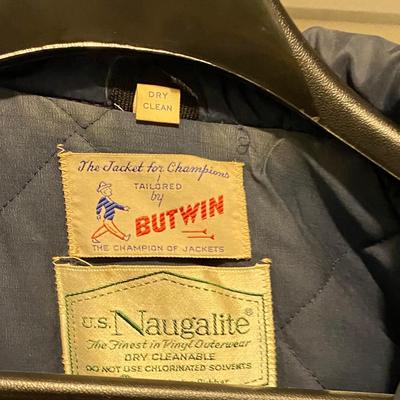 DRY
CLEAN
The Jacket for Champions
TAILORED
by
BUTWIN
THE CHAMPION OF JACKETS
U.S. Naugalite®
The Finest in Vinyl Outerwear
DRY CLEANABLE
DO NOT USE CHLORINATED SOLVENTS
Rubber